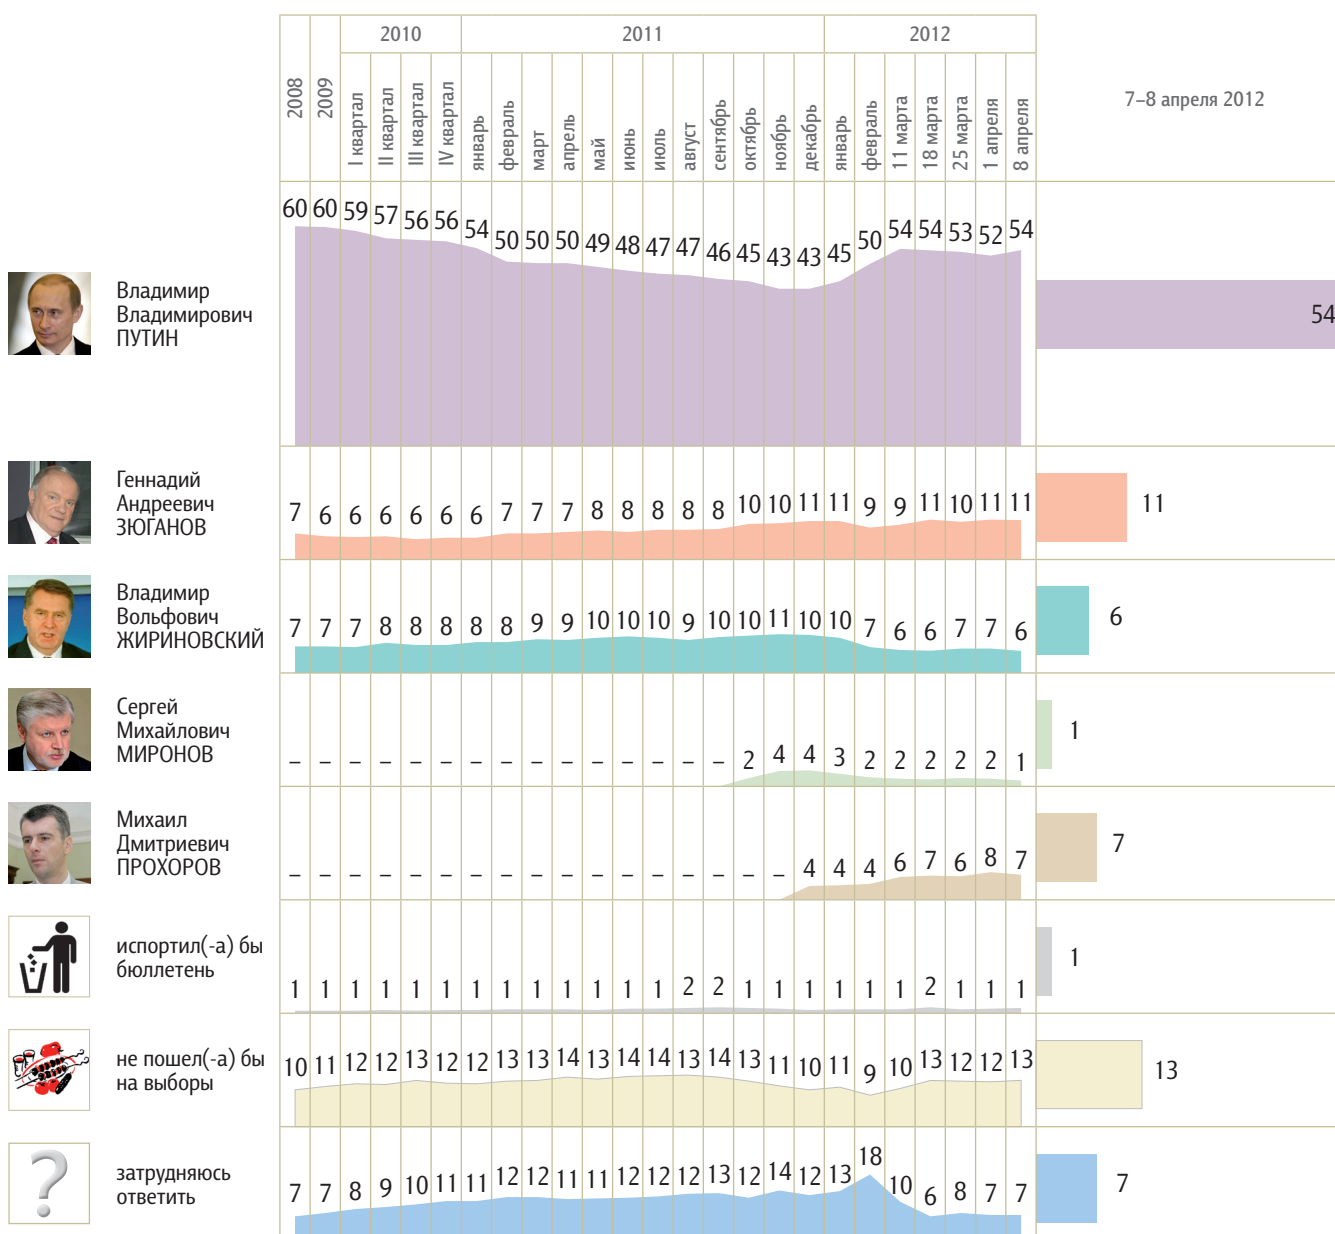 2010 2011 2012
2008 2009 I квартал II квартал III квартал IV квартал январь февраль март апрель май июнь июль август сентябрь октябрь ноябрь декабрь январь февраль 11 марта 18 марта 25 марта 1 апреля 8 апреля
7–8 апреля 2012
60 60 59 57 56 56 54 50 50 50 49 48 47 47 46 45 43 43 45 50 54 54 53 52 54
Владимир
Владимирович
ПУТИН
54
Геннадий
Андреевич
ЗЮГАНОВ
7 6 6 6 6 6 6 7 7 7 8 8 8 8 8 10 10 11 11 9 9 11 10 11 11
11
Владимир
Вольфович
ЖИРИНОВСКИЙ
7 7 7 8 8 8 8 8 9 9 10 10 10 9 10 10 11 10 10 7 6 6 7 7 6
6
Сергей
Михайлович
МИРОНОВ
– – – – – – – – – – – – – – – 2 4 4 3 2 2 2 2 2 1
1
Михаил
Дмитриевич
ПРОХОРОВ
– – – – – – – – – – – – – – – – – 4 4 4 6 7 6 8 7
7
испортил(-а) бы
бюллетень
1 1 1 1 1 1 1 1 1 1 1 1 1 2 2 1 1 1 1 1 1 2 1 1 1
1
не пошел(-а) бы
на выборы
10 11 12 12 13 12 12 13 13 14 13 14 14 13 14 13 11 10 11 9 10 13 12 12 13
13
?
затрудняюсь
ответить
7 7 8 9 10 11 11 12 12 11 11 12 12 12 13 12 14 12 13 18 10 6 8 7 7
7